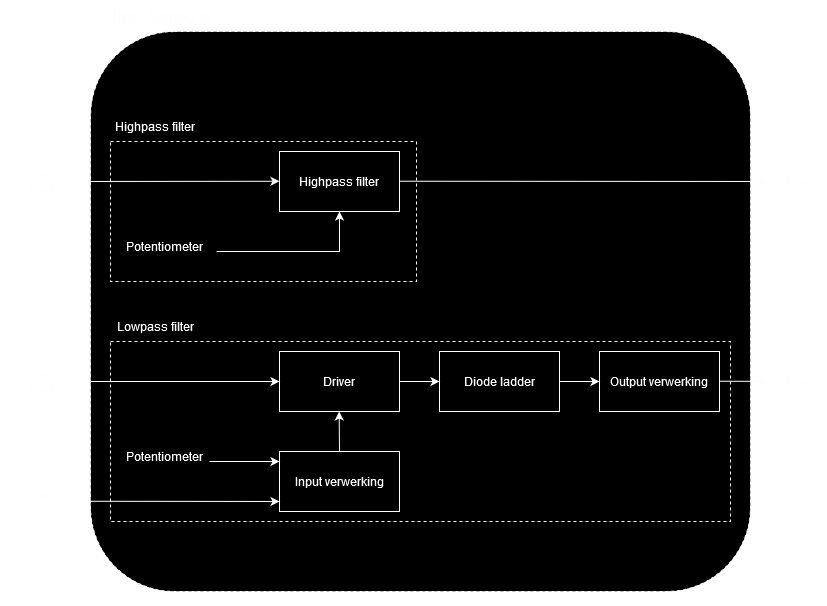 Highpass filter
Highpass filter
Potentiometer
Lowpass filter
Driver
Diode ladder
Output verwerking
Potentiometer
Input verwerking